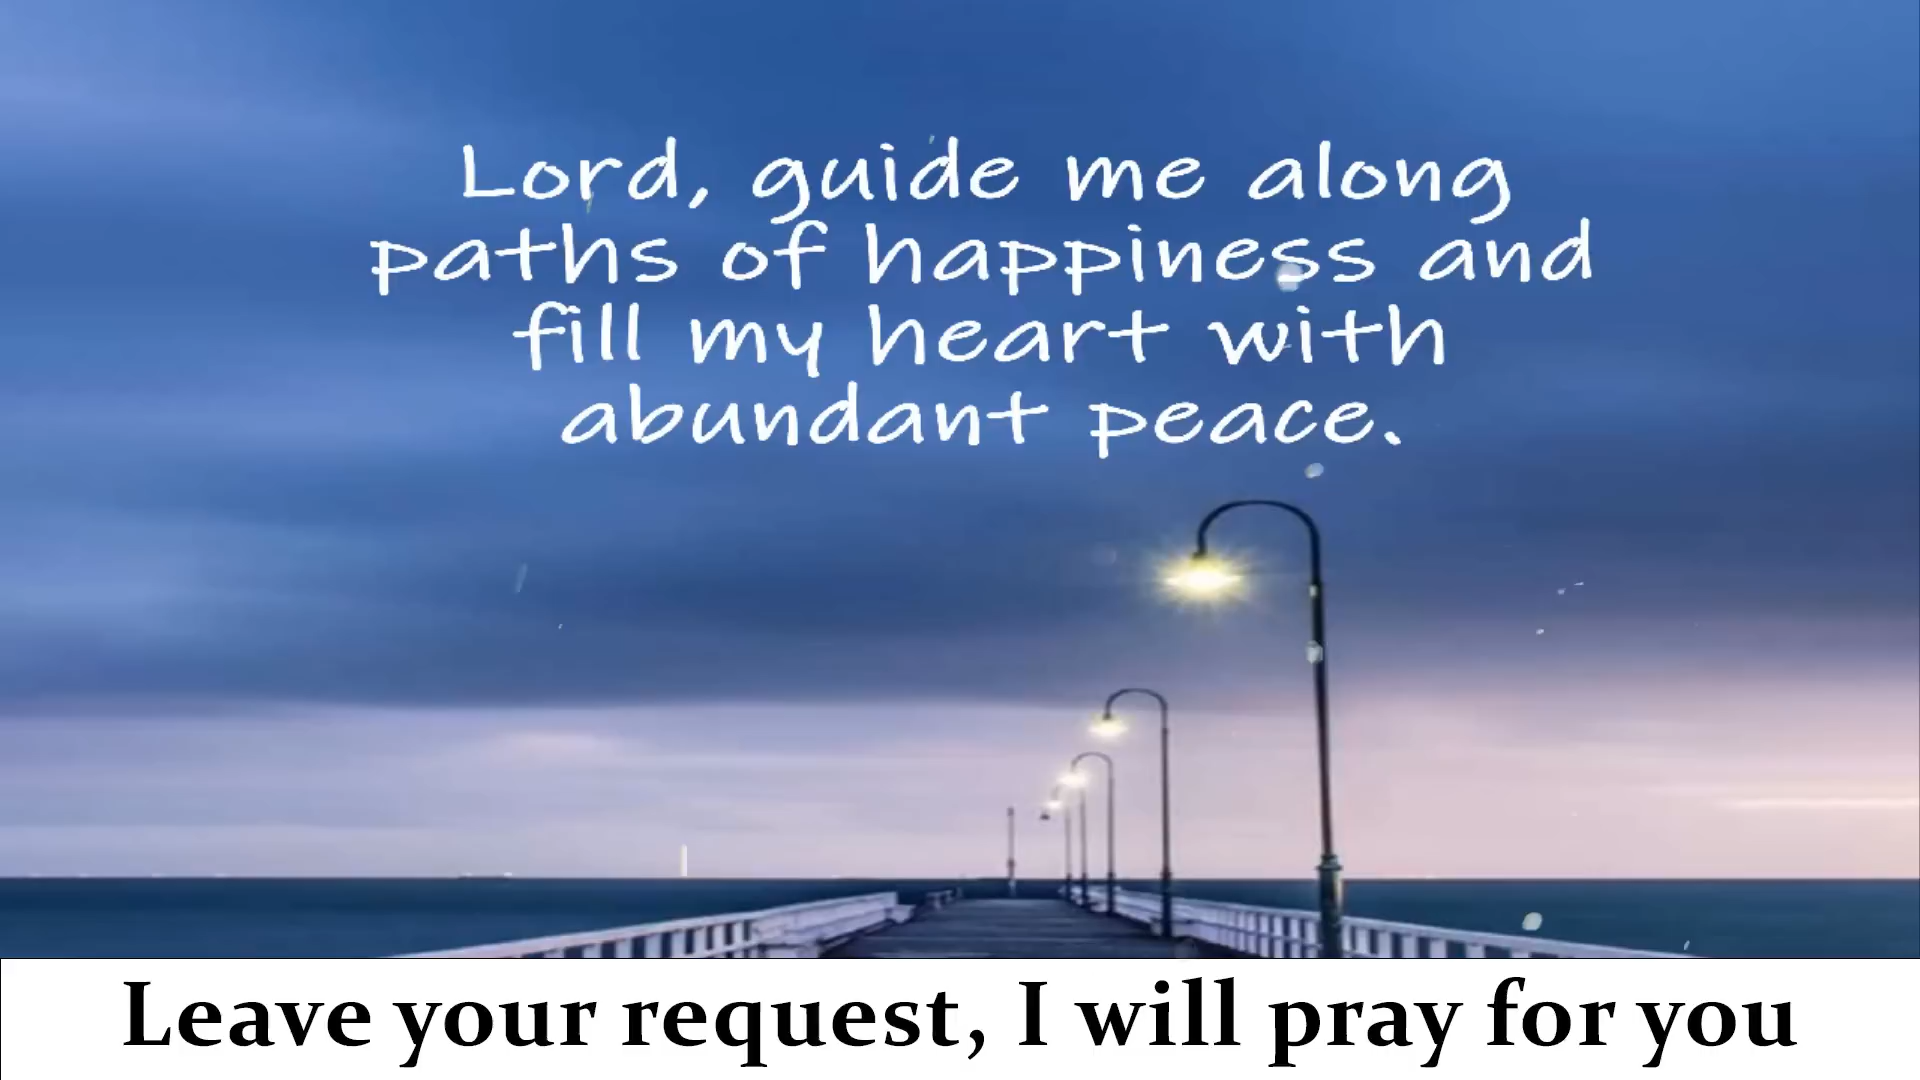 Lord, guide me along
paths of happiness and
fill my heart with
abundant peace.
Leave your request, I will pray for you